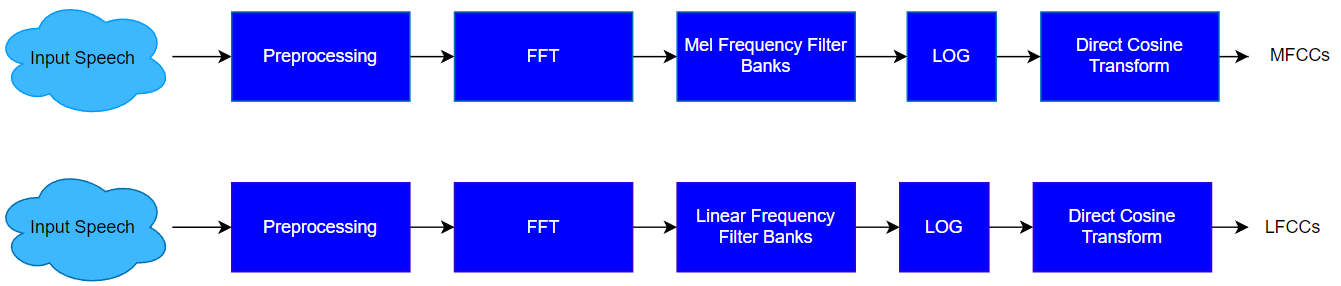 Input Speech
Preprocessing
FFT
Mel Frequency Filter
Banks
LOG
Direct Cosine
Transform
MFCCs
Input Speech
Preprocessing
FFT
Linear Frequency
Filter Banks
LOG
Direct Cosine
Transform
LFCCs